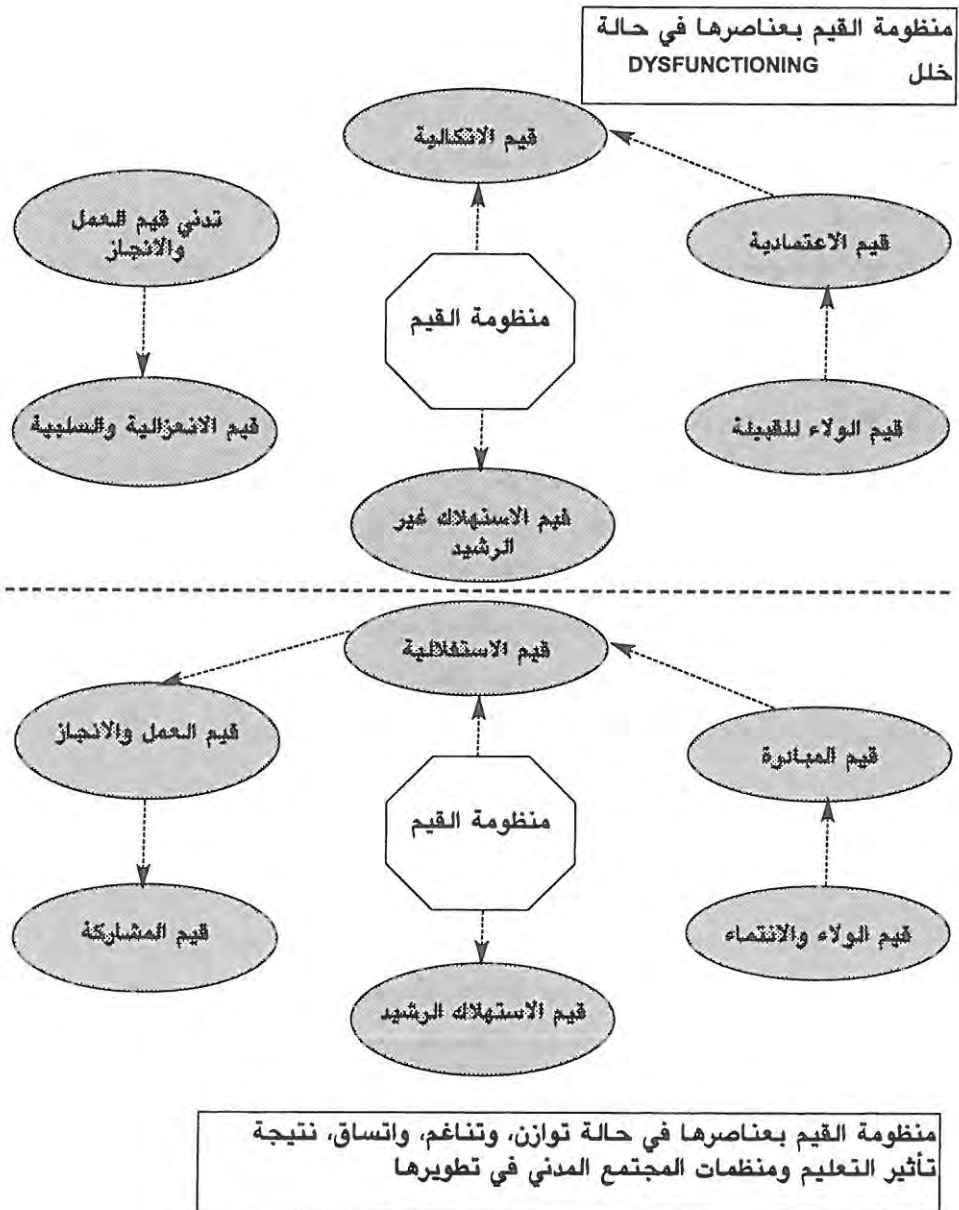 منظومة القيم بعناصرها في حالة
خلل DYSFUNCTIONING
قيم الاتكالية
تدني قيم العمل
والانجاز
قيم الاعتمادية
منظومة القيم
قيم الانعزالية والسلبية
قيم الولاء للقبيلة
قيم الاستهلاك غير
الرشيد
قيم الاستقلالية
قيم العمل والانجاز
قيم المبادرة
منظومة القيم
قيم المشاركة
قيم الولاء والانتماء
قيم الاستهلاك الرشيد
منظومة القيم بعناصرها في حالة توازن، وتناغم، واتساق، نتيجة
تأثير التعليم ومنظمات المجتمع المدني في تطويرها